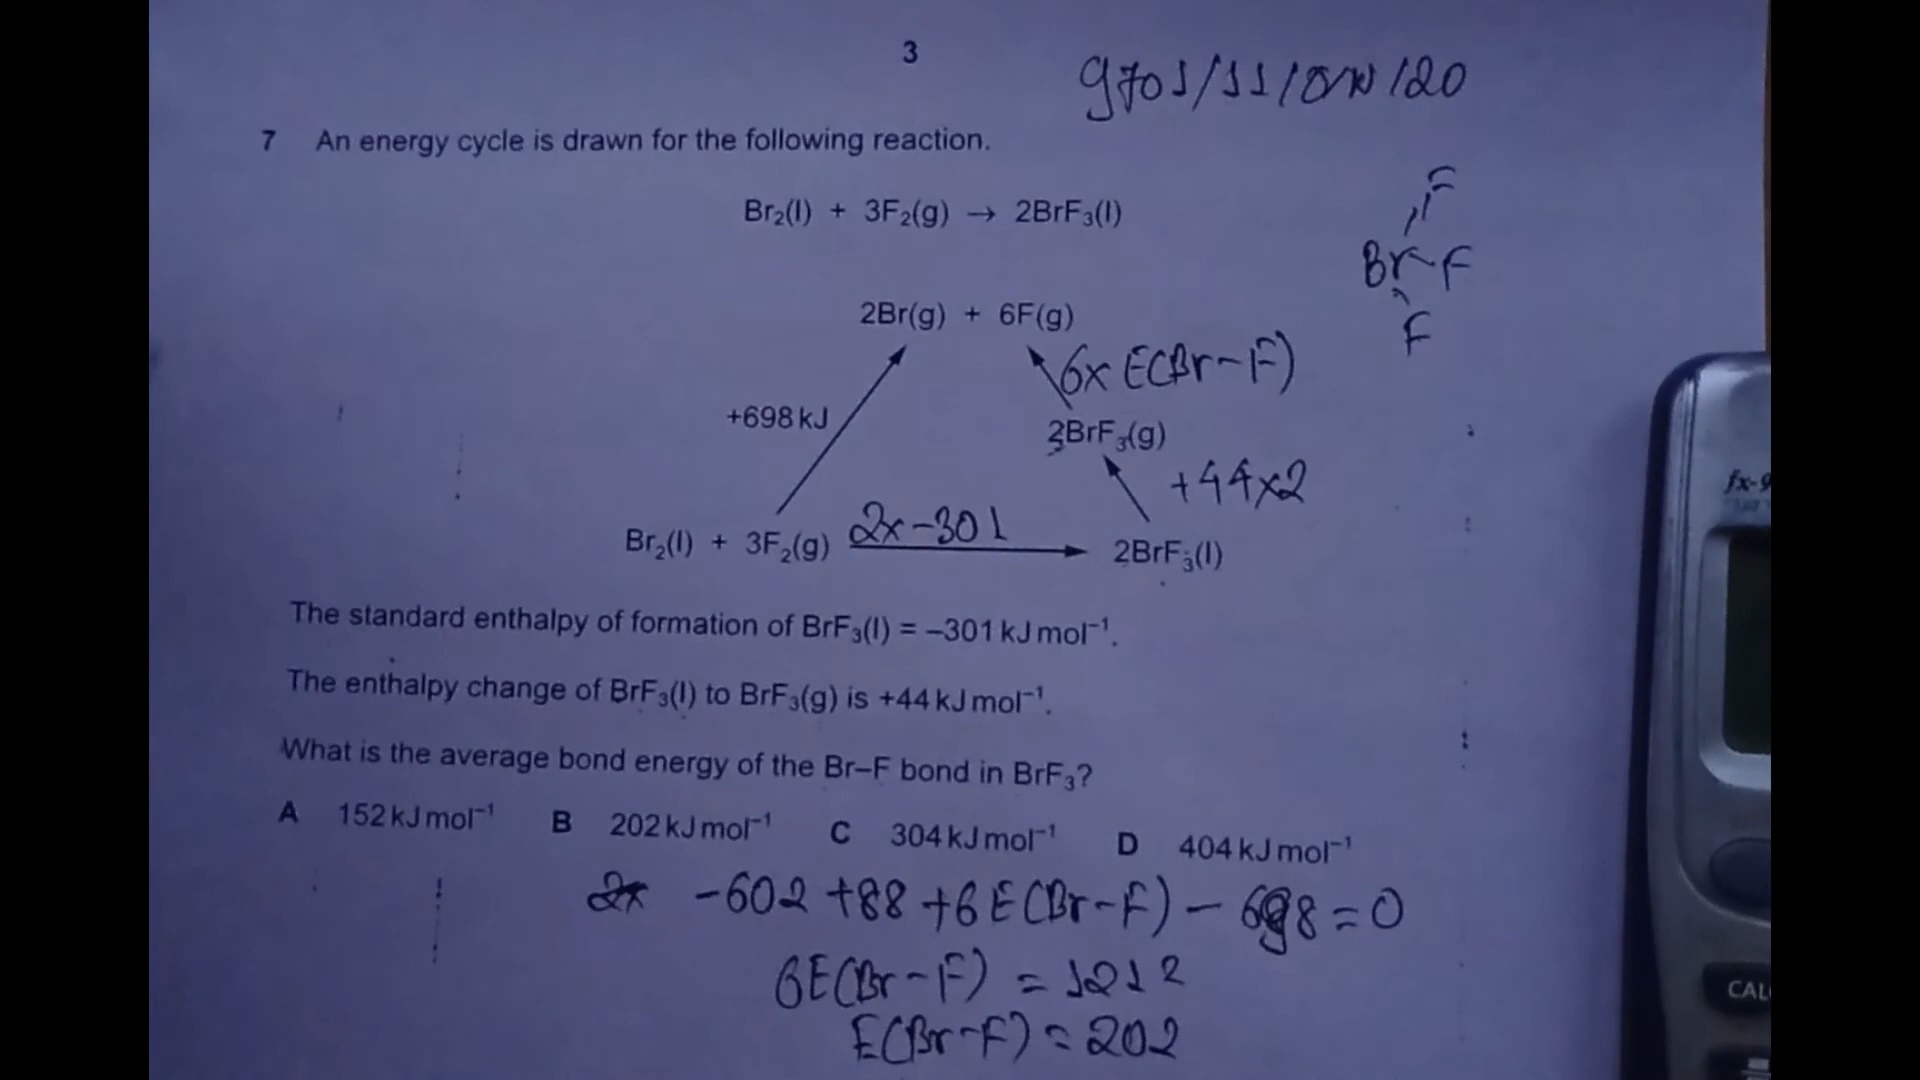 3
9701/11/O/N/20
7 An energy cycle is drawn for the following reaction.
Br₂(l) + 3F₂(g) → 2BrF₃(l)
F
Br-F
F
2Br(g) + 6F(g)
6x E(Br-F)
+698 kJ
2BrF₃(g)
+44x2
2x-301
Br₂(l) + 3F₂(g)
2BrF₃(l)
The standard enthalpy of formation of BrF₃(l) = –301 kJ mol⁻¹.
The enthalpy change of BrF₃(l) to BrF₃(g) is +44 kJ mol⁻¹.
What is the average bond energy of the Br–F bond in BrF₃?
A 152 kJ mol⁻¹ B 202 kJ mol⁻¹ C 304 kJ mol⁻¹ D 404 kJ mol⁻¹
-602 +88 +6E(Br-F) - 698 = 0
6E(Br-F) = 1212
E(Br-F) = 202
fx-9
CAL